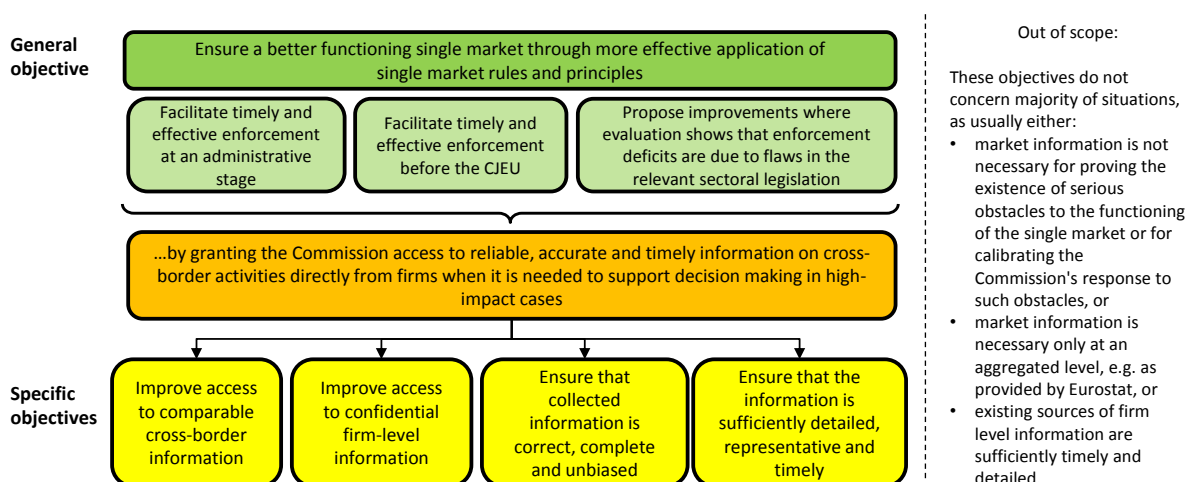 General
objective
Ensure a better functioning single market through more effective application of
single market rules and principles
Facilitate timely and
effective enforcement
at an administrative
stage
Facilitate timely and
effective enforcement
before the CJEU
Propose improvements where
evaluation shows that enforcement
deficits are due to flaws in the
relevant sectoral legislation
...by granting the Commission access to reliable, accurate and timely information on cross-
border activities directly from firms when it is needed to support decision making in high-
impact cases
Specific
objectives
Improve access
to comparable
cross-border
information
Improve access
to confidential
firm-level
information
Ensure that
collected
information is
correct, complete
and unbiased
Ensure that the
information is
sufficiently detailed,
representative and
timely
Out of scope:
These objectives do not
concern majority of situations,
as usually either:
• market information is not
necessary for proving the
existence of serious
obstacles to the functioning
of the single market or for
calibrating the
Commission's response to
such obstacles, or
• market information is
necessary only at an
aggregated level, e.g. as
provided by Eurostat, or
• existing sources of firm
level information are
sufficiently timely and
detailed